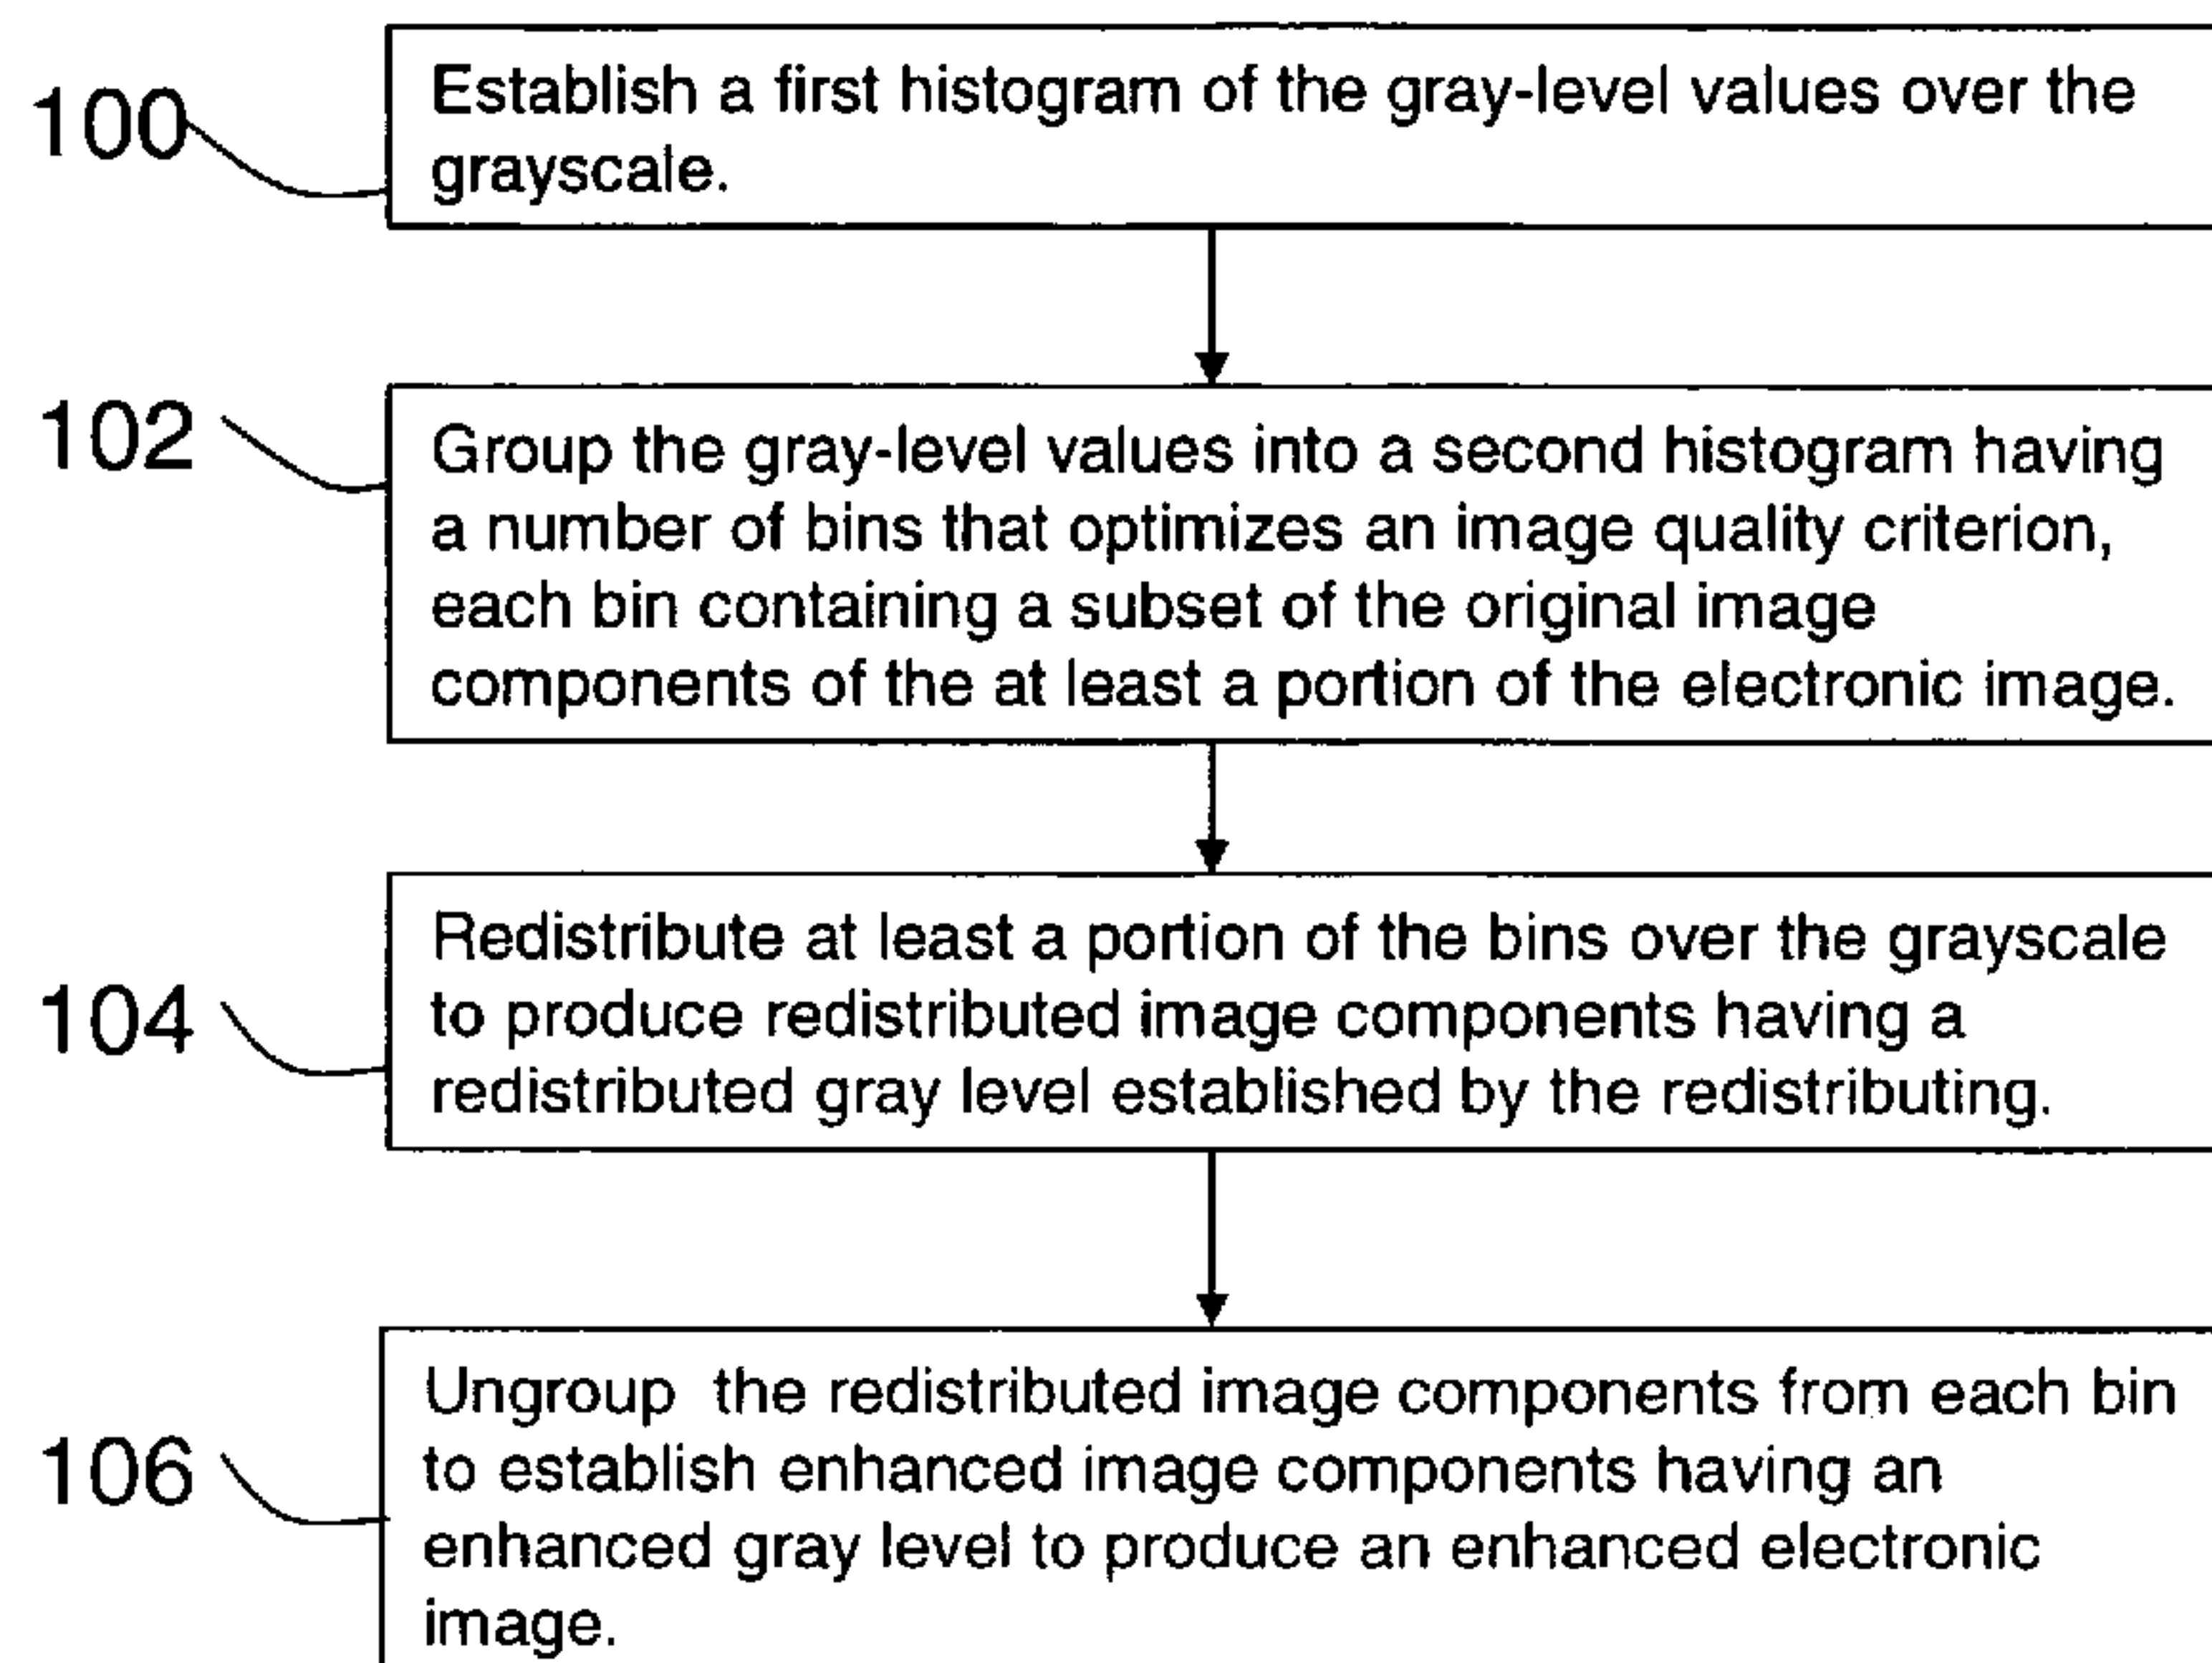 100
Establish a first histogram of the gray-level values over the
grayscale.
102
Group the gray-level values into a second histogram having
a number of bins that optimizes an image quality criterion,
each bin containing a subset of the original image
components of the at least a portion of the electronic image.
104
Redistribute at least a portion of the bins over the grayscale
to produce redistributed image components having a
redistributed gray level established by the redistributing.
106
Ungroup the redistributed image components from each bin
to establish enhanced image components having an
enhanced gray level to produce an enhanced electronic
image.